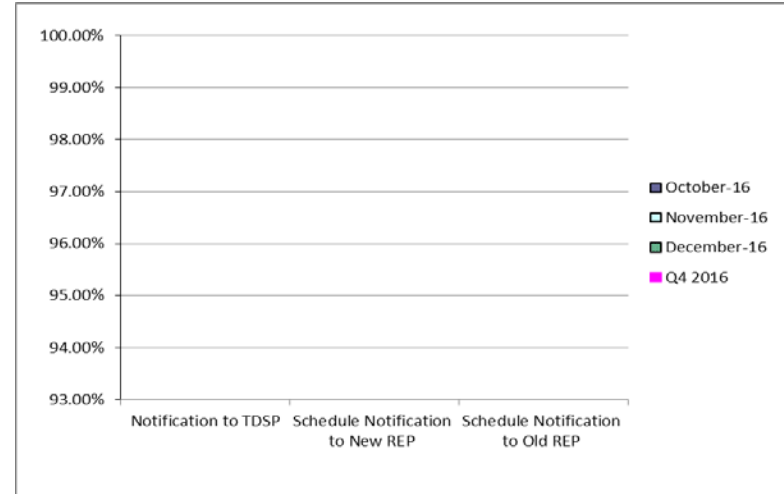 100.00%
99.00%
98.00%
97.00%
96.00%
95.00%
94.00%
93.00%
Notification to TDSP
Schedule Notification
to New REP
Schedule Notification
to Old REP
October-16
November-16
December-16
Q4 2016